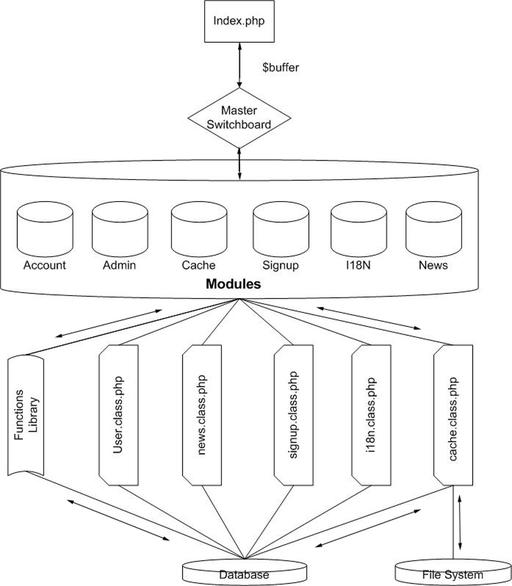 Index.php
$buffer
Master
Switchboard
Account
Admin
Cache
Signup
I18N
News
Modules
Functions
Library
User.class.php
news.class.php
signup.class.php
i18n.class.php
cache.class.php
Database
File System